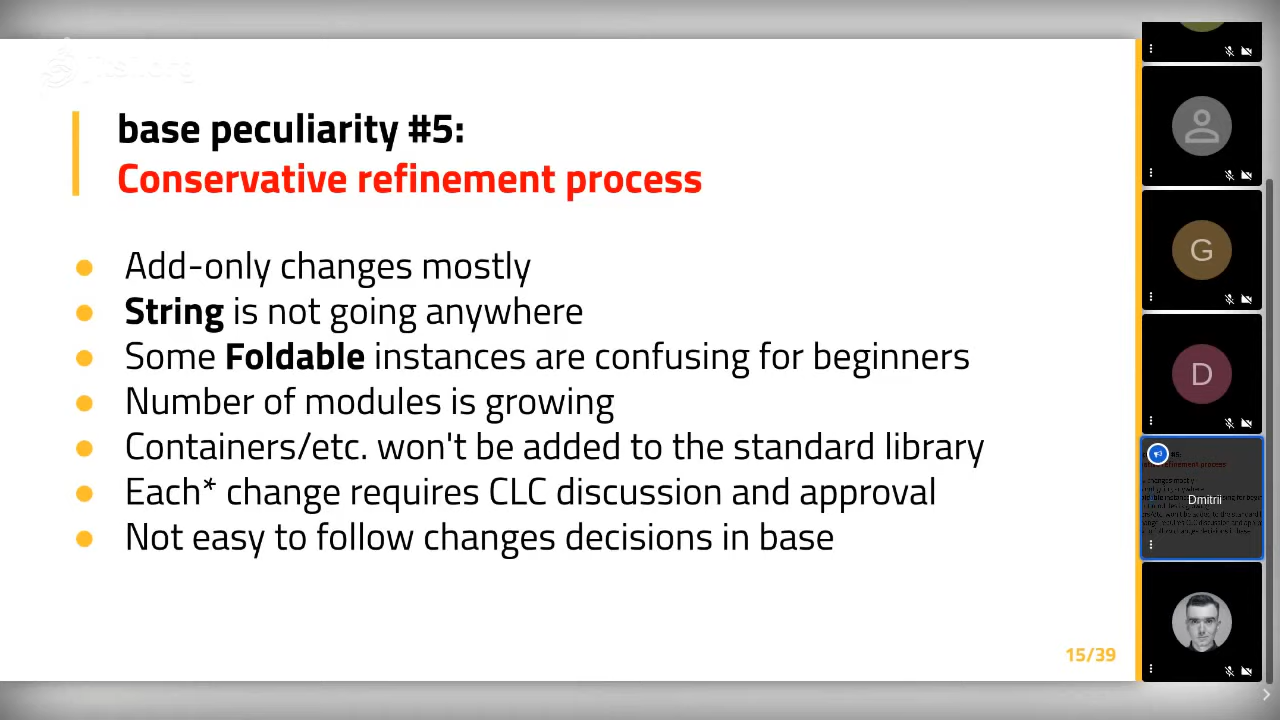 base peculiarity #5:
Conservative refinement process
Add-only changes mostly
String is not going anywhere
Some Foldable instances are confusing for beginners
Number of modules is growing
Containers/etc. won't be added to the standard library
Each* change requires CLC discussion and approval
Not easy to follow changes decisions in base
15/39
G
D
Dmitrii